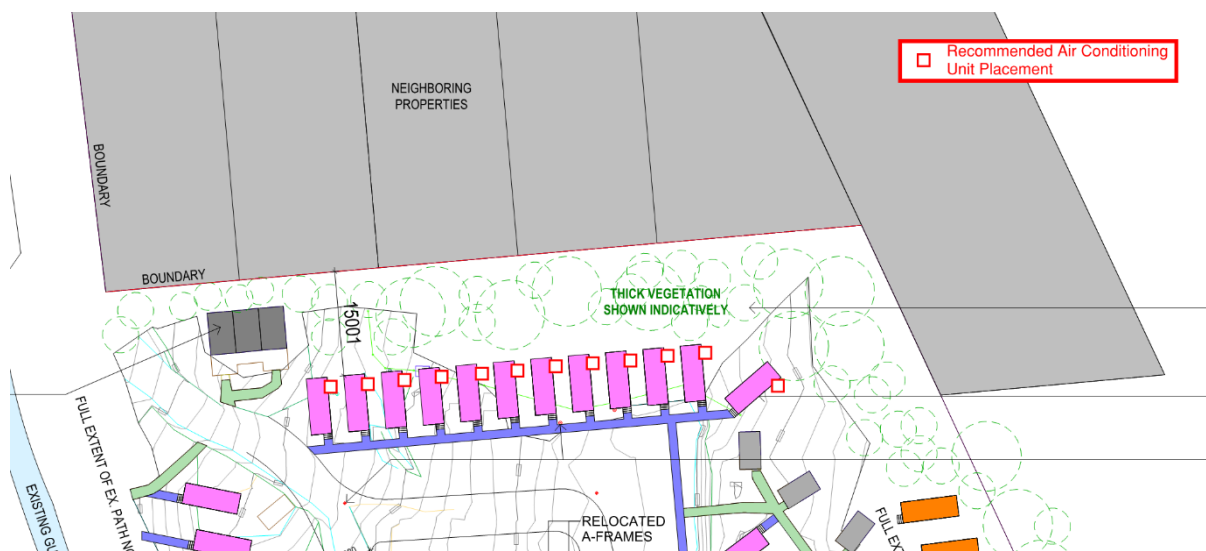 Recommended Air Conditioning
Unit Placement
NEIGHBORING
PROPERTIES
BOUNDARY
BOUNDARY
THICK VEGETATION
SHOWN INDICATIVELY
15001
FULL EXTENT OF EX. PATH
EXISTING
RELOCATED
A-FRAMES
FULL